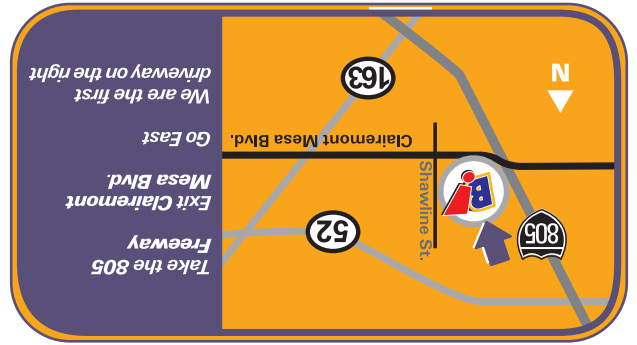 Take the 805
Freeway
Exit Clairemont
Mesa Blvd.
Go East
We are the first
driveway on the right
805
52
Shawline St.
B
Clairemont Mesa Blvd.
163
N